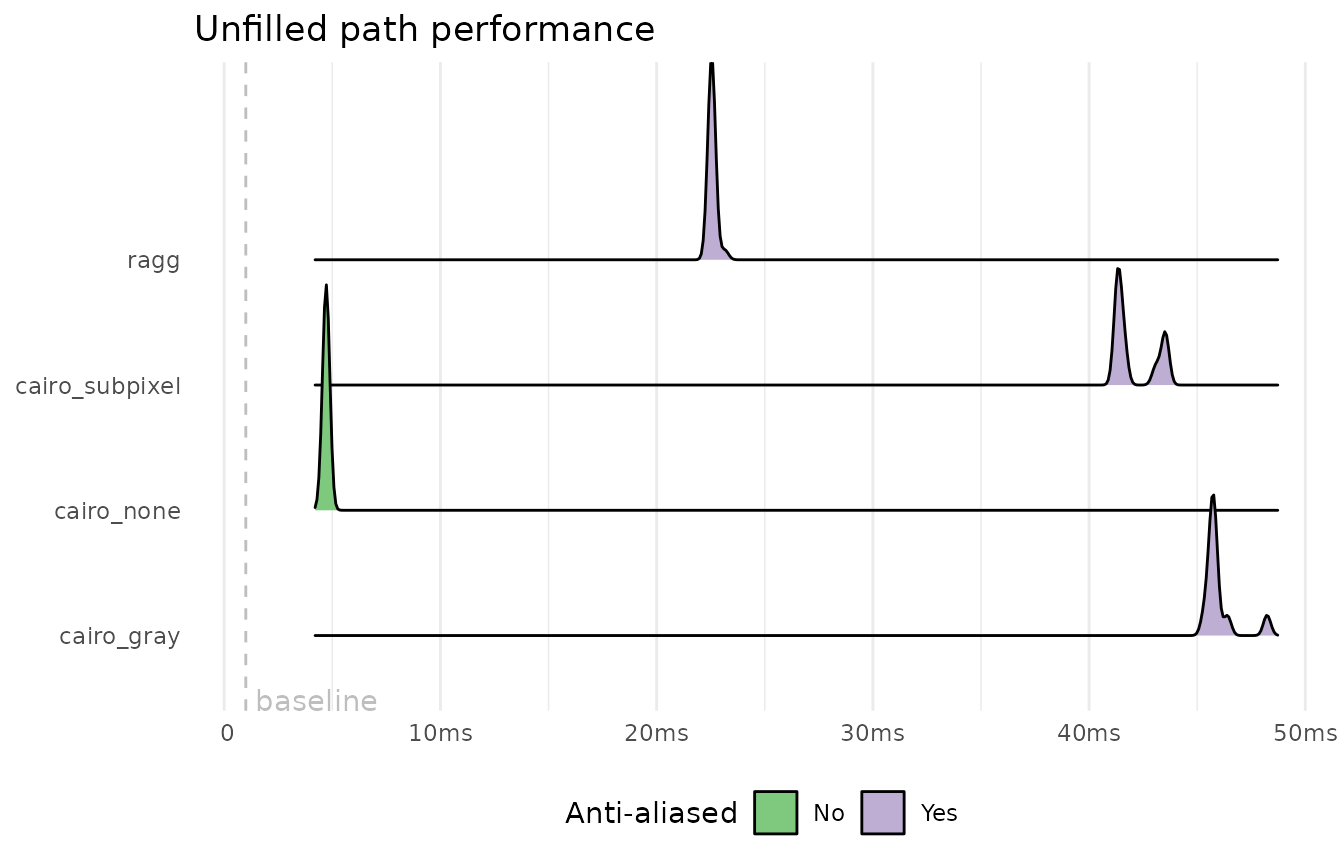 Unfilled path performance
ragg
cairo_subpixel
cairo_none
cairo_gray
baseline
0 10ms 20ms 30ms 40ms 50ms
Anti-aliased No Yes